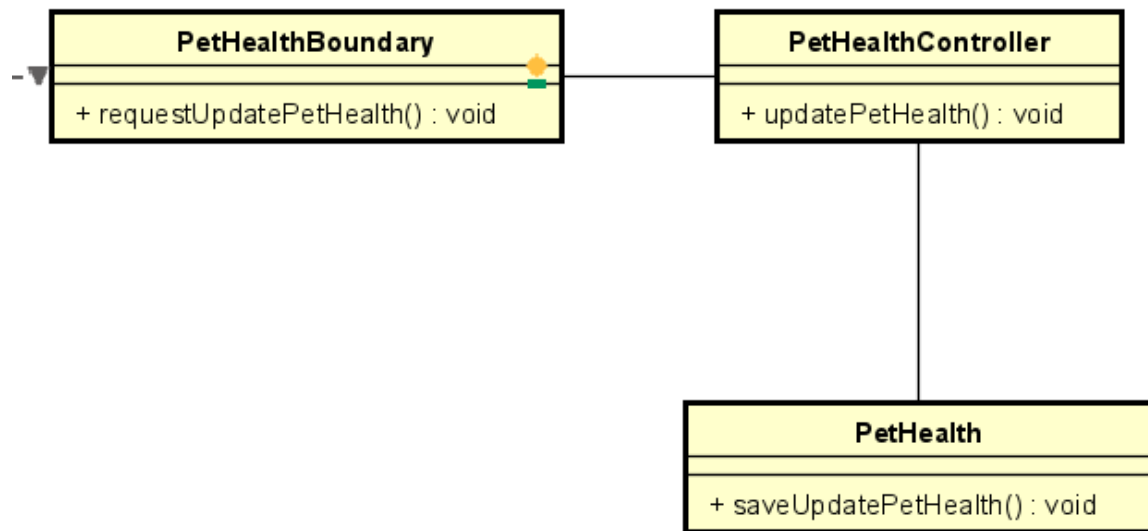 PetHealthBoundary
+ requestUpdatePetHealth() : void
PetHealthController
+ updatePetHealth() : void
PetHealth
+ saveUpdatePetHealth() : void